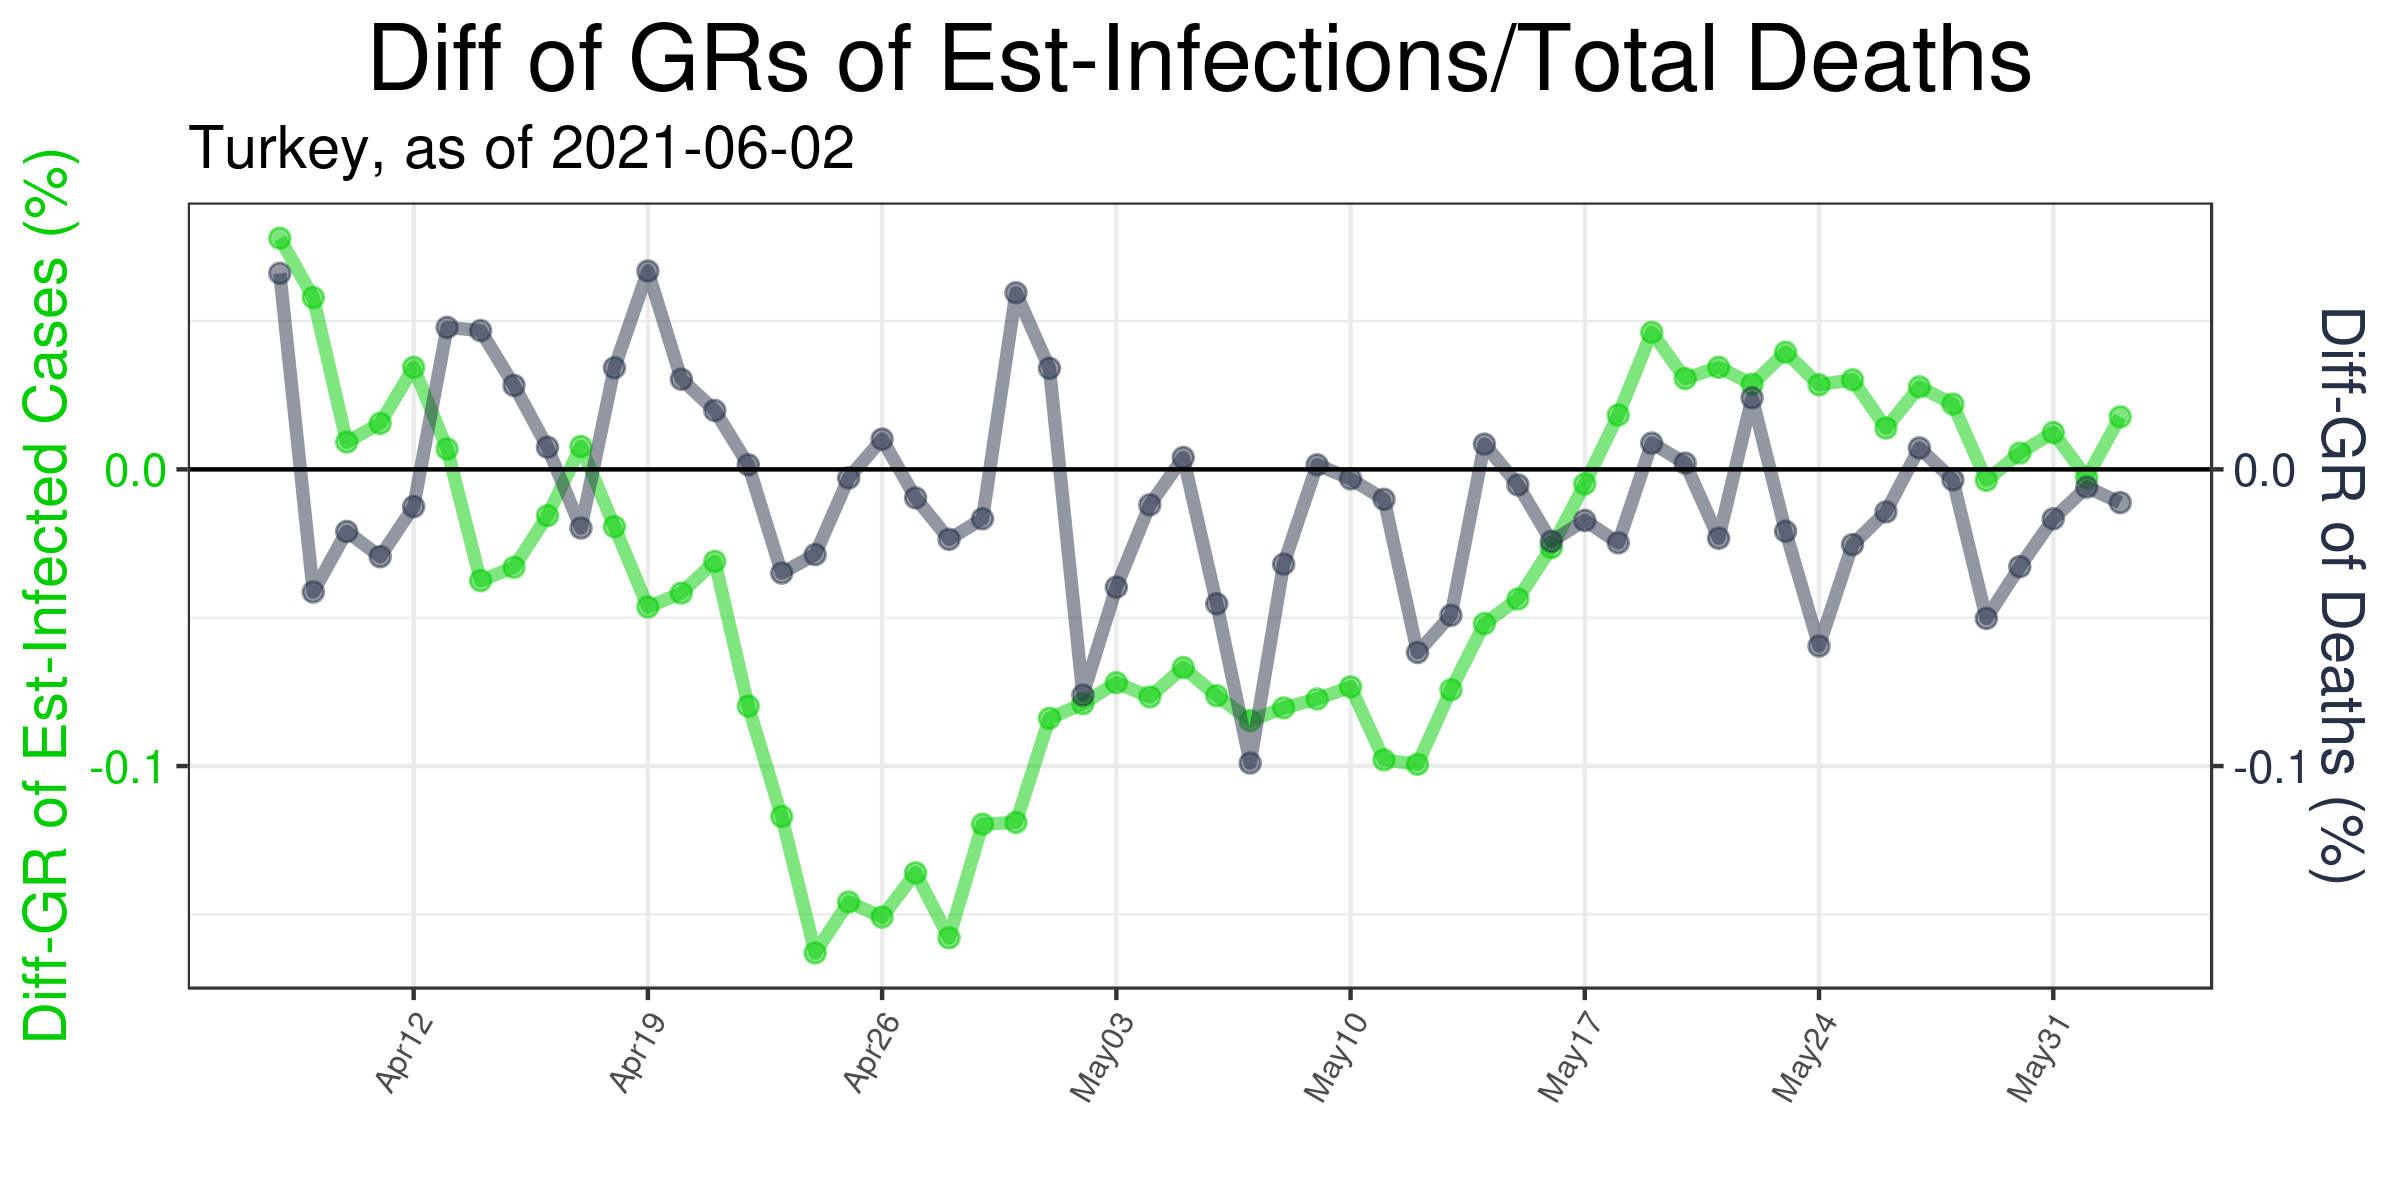 Diff of GRs of Est-Infections/Total Deaths
Turkey, as of 2021-06-02
Diff-GR of Est-Infected Cases (%)
0.0
-0.1
0.0
-0.1
Diff-GR of Deaths (%)
Apr12
Apr19
Apr26
May03
May10
May17
May24
May31